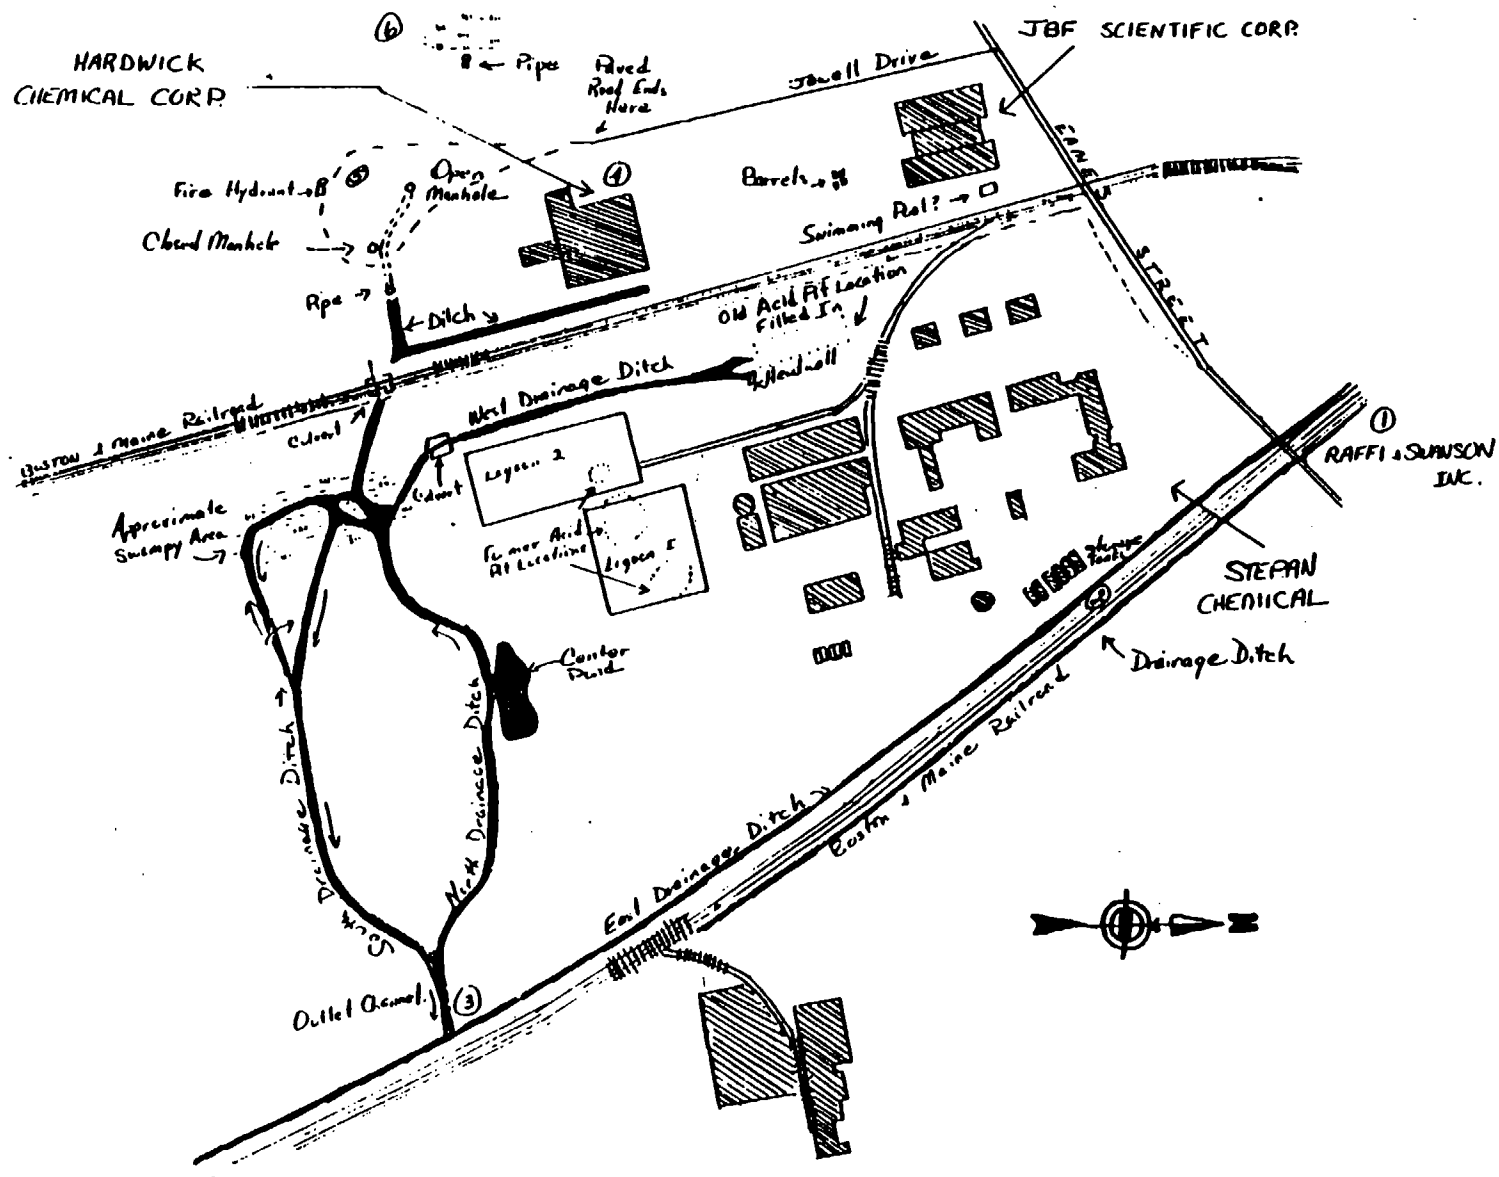 6
JBF SCIENTIFIC CORP.
HARDWICK
CHEMICAL CORP.
← Pipe
Paved
Road Ends
Here
Jewell Drive
EAMES
STREET
5
Open
Manhole
4
Fire Hydrant
Barrels
Swimming Pool?
Closed Manhole
Pipe
Ditch
Old Acid Pit Location
Filled In
Headwall
West Drainage Ditch
BOSTON & Maine Railroad
Culvert
Culvert
Lagoon 2
1
RAFFI & SWANSON
INC.
Approximate
Swampy Area
Former Acid
Pit Locations
Lagoon I
Storage
Tanks
STEPAN
CHEMICAL
2
Drainage Ditch
Center
Pond
South Drainage Ditch
North Drainage Ditch
East Drainage Ditch
Boston & Maine Railroad
Outlet Channel
3